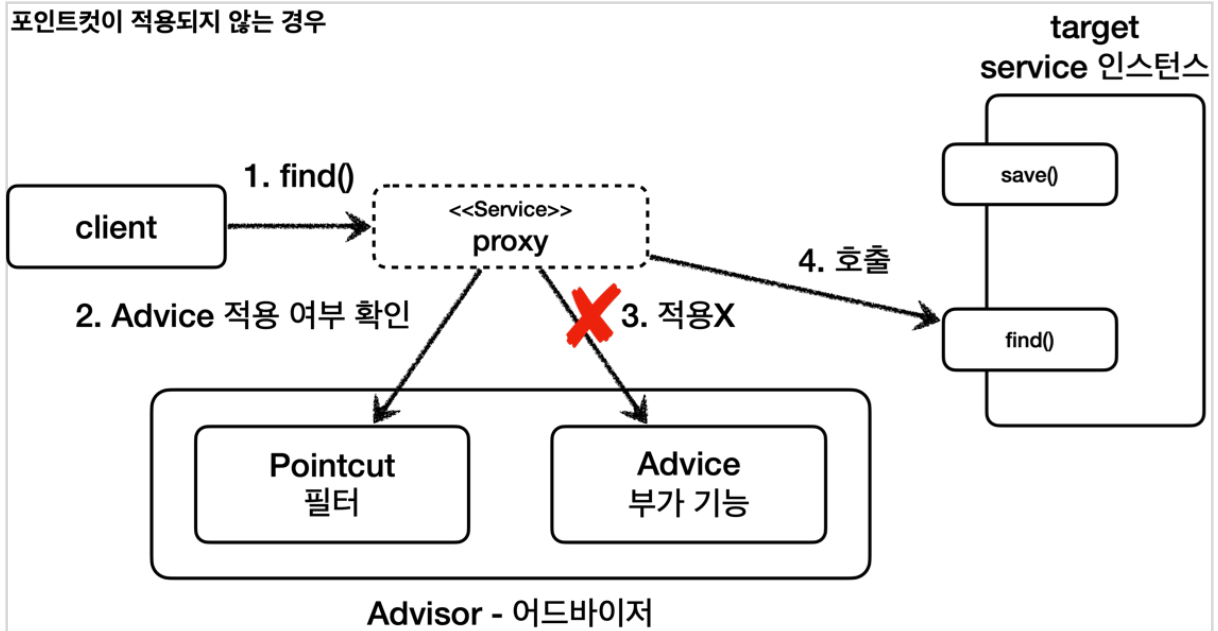 포인트컷이 적용되지 않는 경우
target
service 인스턴스
save()
1. find()
client
<<Service>>
proxy
4. 호출
2. Advice 적용 여부 확인
3. 적용X
find()
Pointcut
필터
Advice
부가 기능
Advisor - 어드바이저